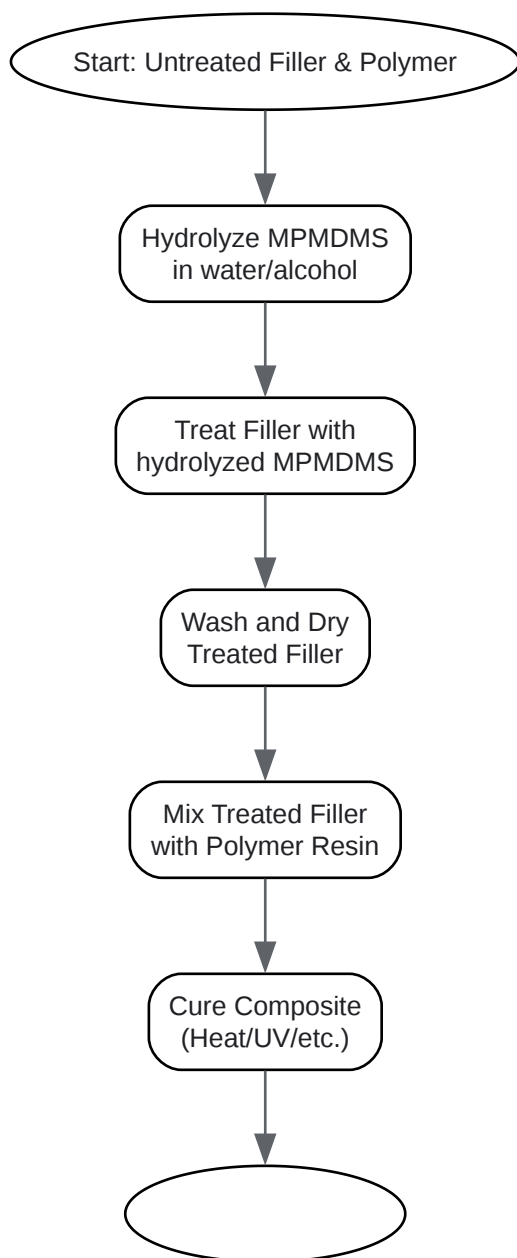 Start: Untreated Filler & Polymer
Hydrolyze MPMDMS
in water/alcohol
Treat Filler with
hydrolyzed MPMDMS
Wash and Dry
Treated Filler
Mix Treated Filler
with Polymer Resin
Cure Composite
(Heat/UV/etc.)